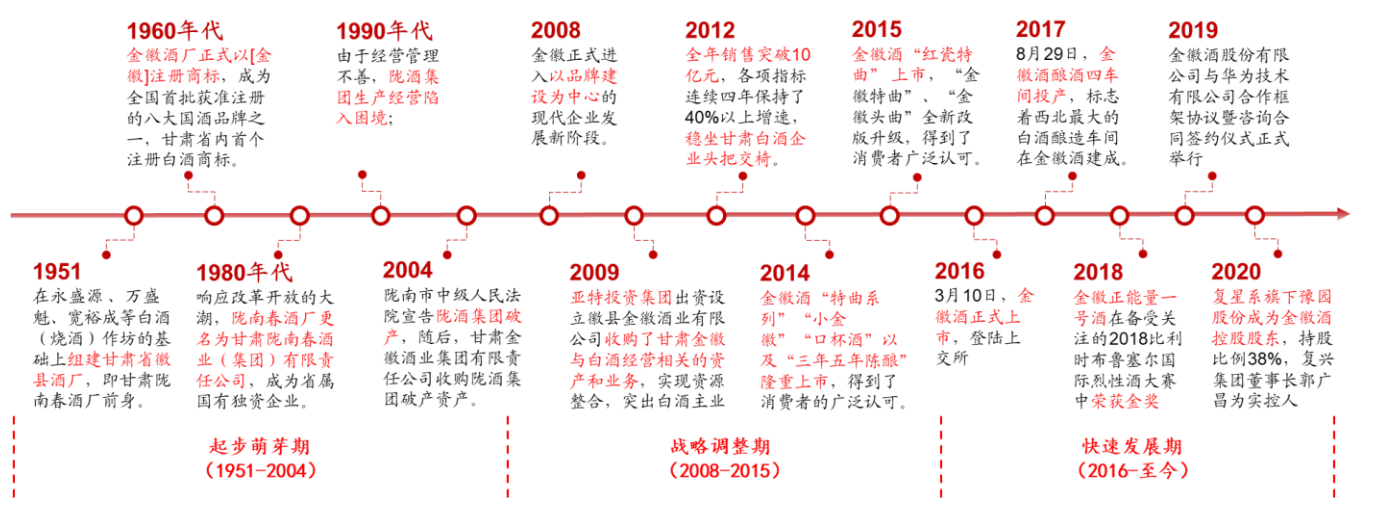 1960年代
金徽酒厂正式以[金
徽]注册商标，成为
全国首批获准注册
的八大国酒品牌之
一，甘肃省内首个
注册白酒商标。
1990年代
由于经营管理
不善，陇酒集
团生产经营陷
入困境;
2008
金徽正式进
入以品牌建
设为中心的
现代企业发
展新阶段。
2012
全年销售突破10
亿元，各项指标
连续四年保持了
40%以上增速，
稳坐甘肃白酒企
业头把交椅。
2015
金徽酒“红瓷特
曲”上市，“金
徽特曲”、“金
徽头曲”全新改
版升级，得到了
消费者广泛认可。
2017
8月29日，金
徽酒酿酒四车
间投产，标志
着西北最大的
白酒酿造车间
在金徽酒建成。
2019
金徽酒股份有限
公司与华为技术
有限公司合作框
架协议暨咨询合
同签约仪式正式
举行
1951
在永盛源、万盛
魁、宽裕成等白酒
（烧酒）作坊的基
础上组建甘肃省徽
县酒厂，即甘肃陇
南春酒厂前身。
1980年代
响应改革开放的大
潮，陇南春酒厂更
名为甘肃陇南春酒
业（集团）有限责
任公司，成为省属
国有独资企业。
2004
陇南市中级人民法
院宣告陇酒集团破
产，随后，甘肃金
徽酒业集团有限责
任公司收购陇酒集
团破产资产。
2009
亚特投资集团出资设
立徽县金徽酒业有限
公司收购了甘肃金徽
与白酒经营相关的资
产和业务，实现资源
整合，突出白酒主业
2014
金徽酒“特曲系
列”“小金
徽”“口杯酒”以
及“三年五年陈酿”
隆重上市，得到了
消费者的广泛认可。
2016
3月10日，金
徽酒正式上
市，登陆上
交所
2018
金徽正能量一
号酒在备受关
注的2018比利
时布鲁塞尔国
际烈性酒大赛
中荣获金奖
2020
复星系旗下豫园
股份成为金徽酒
控股股东，持股
比例38%，复兴
集团董事长郭广
昌为实控人
起步萌芽期
（1951-2004）
战略调整期
（2008-2015）
快速发展期
（2016-至今）